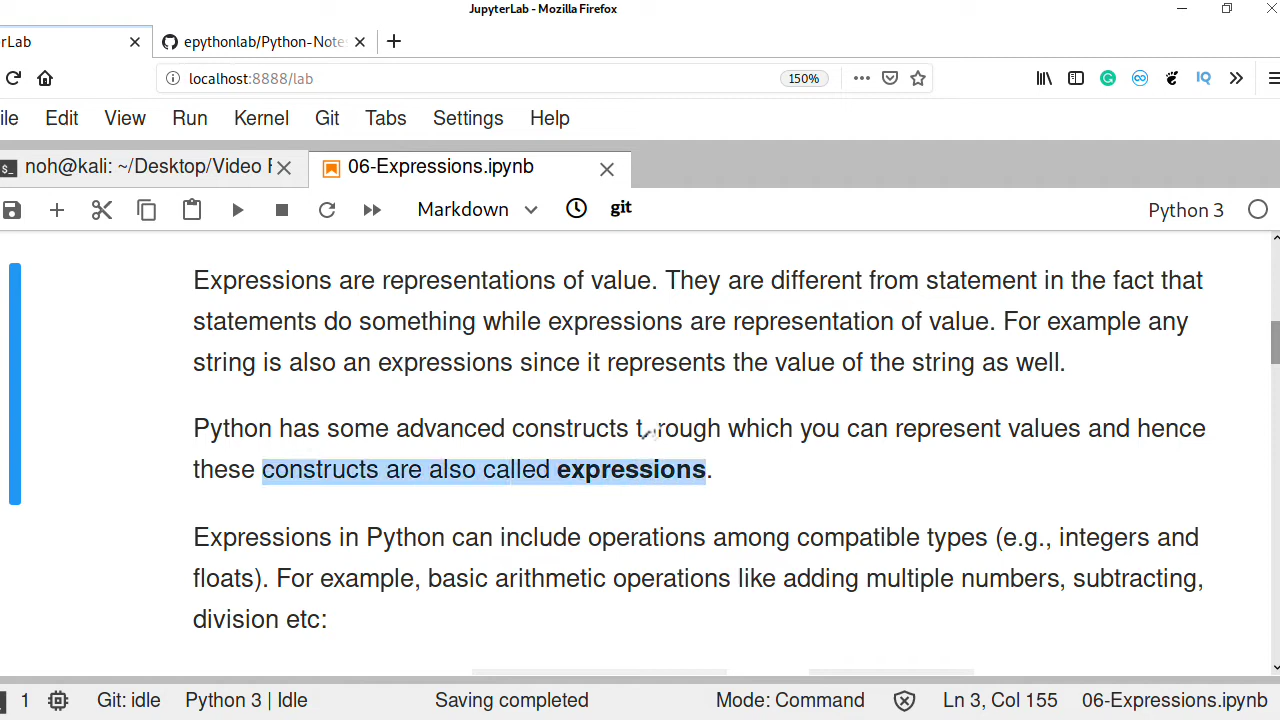 JupyterLab - Mozilla Firefox
rLab
epythonlab/Python-Note
localhost:8888/lab
150%
IQ
ile Edit View Run Kernel Git Tabs Settings Help
noh@kali: ~/Desktop/Video F
06-Expressions.ipynb
Markdown
git
Python 3
Expressions are representations of value. They are different from statement in the fact that
statements do something while expressions are representation of value. For example any
string is also an expressions since it represents the value of the string as well.
Python has some advanced constructs through which you can represent values and hence
these constructs are also called expressions.
Expressions in Python can include operations among compatible types (e.g., integers and
floats). For example, basic arithmetic operations like adding multiple numbers, subtracting,
division etc:
1 Git: idle Python 3 | Idle Saving completed Mode: Command Ln 3, Col 155 06-Expressions.ipynb